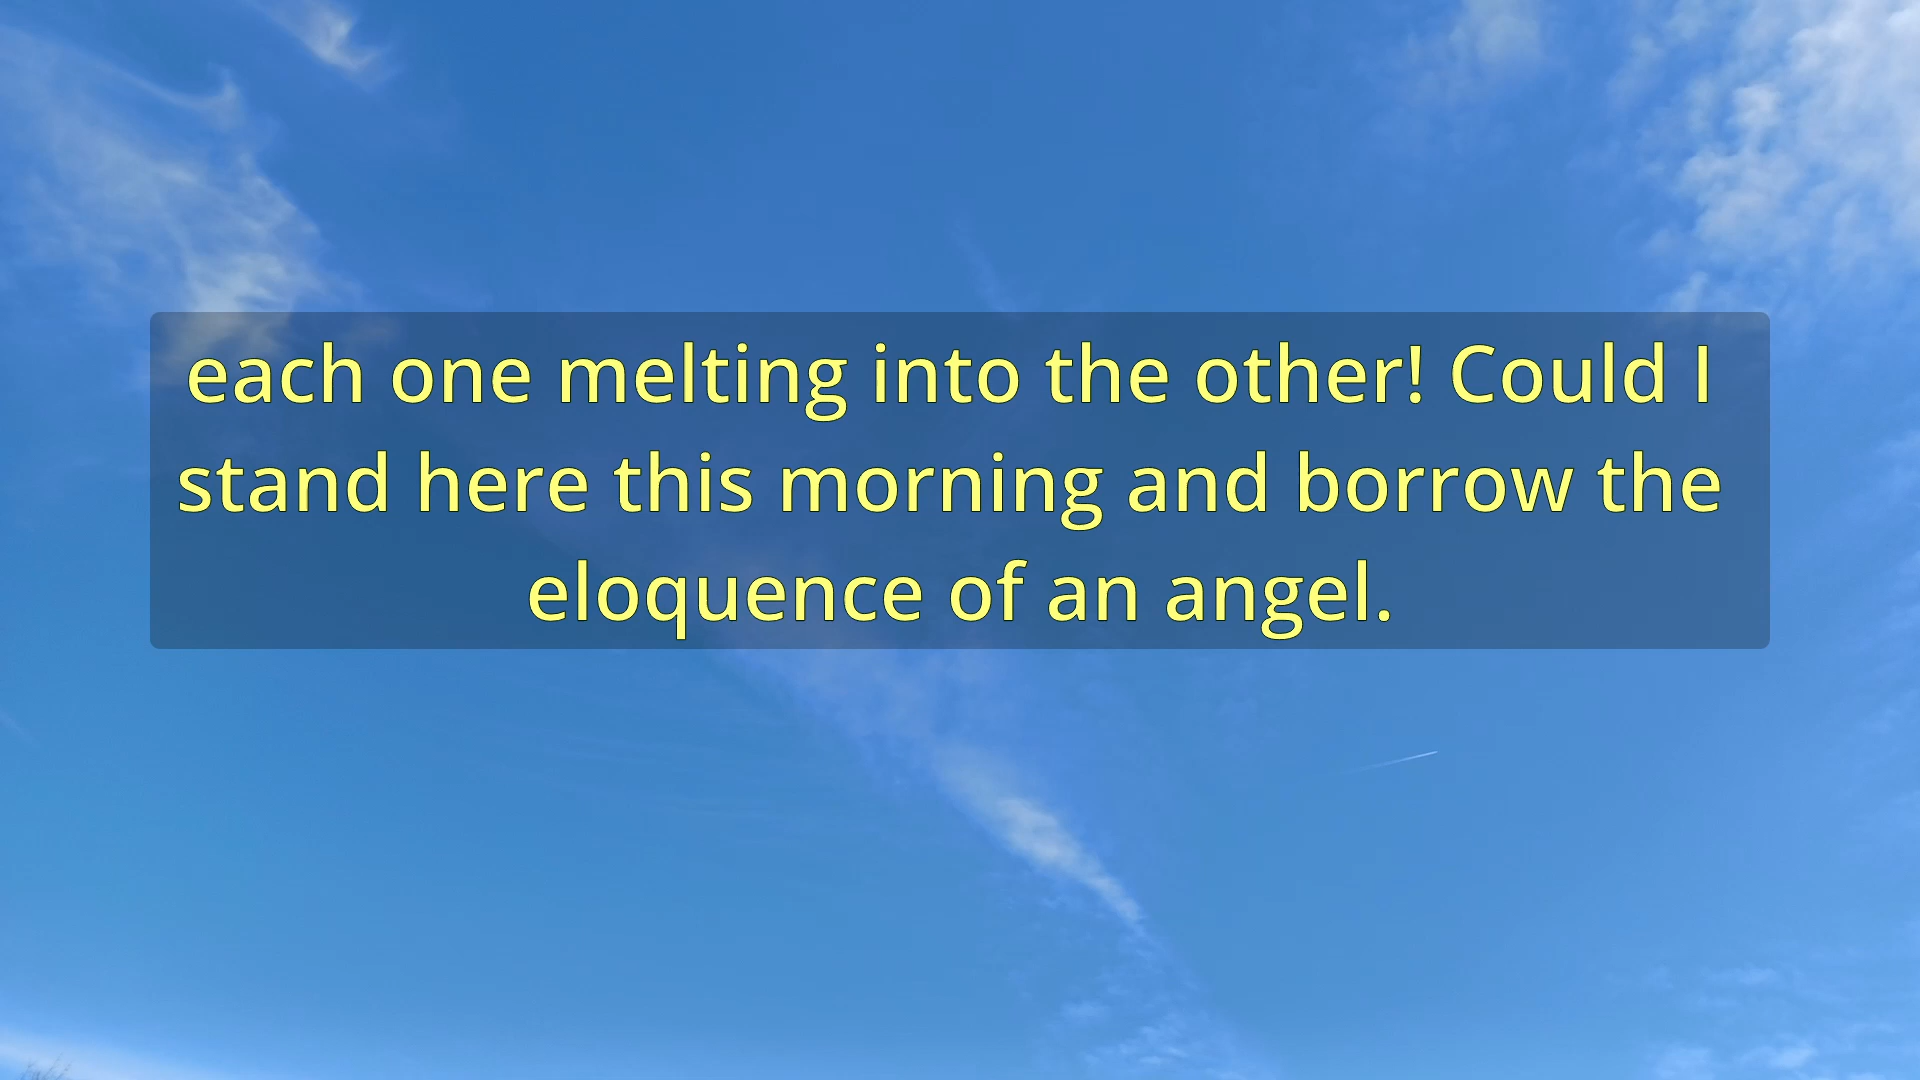 each one melting into the other! Could I
stand here this morning and borrow the
eloquence of an angel.